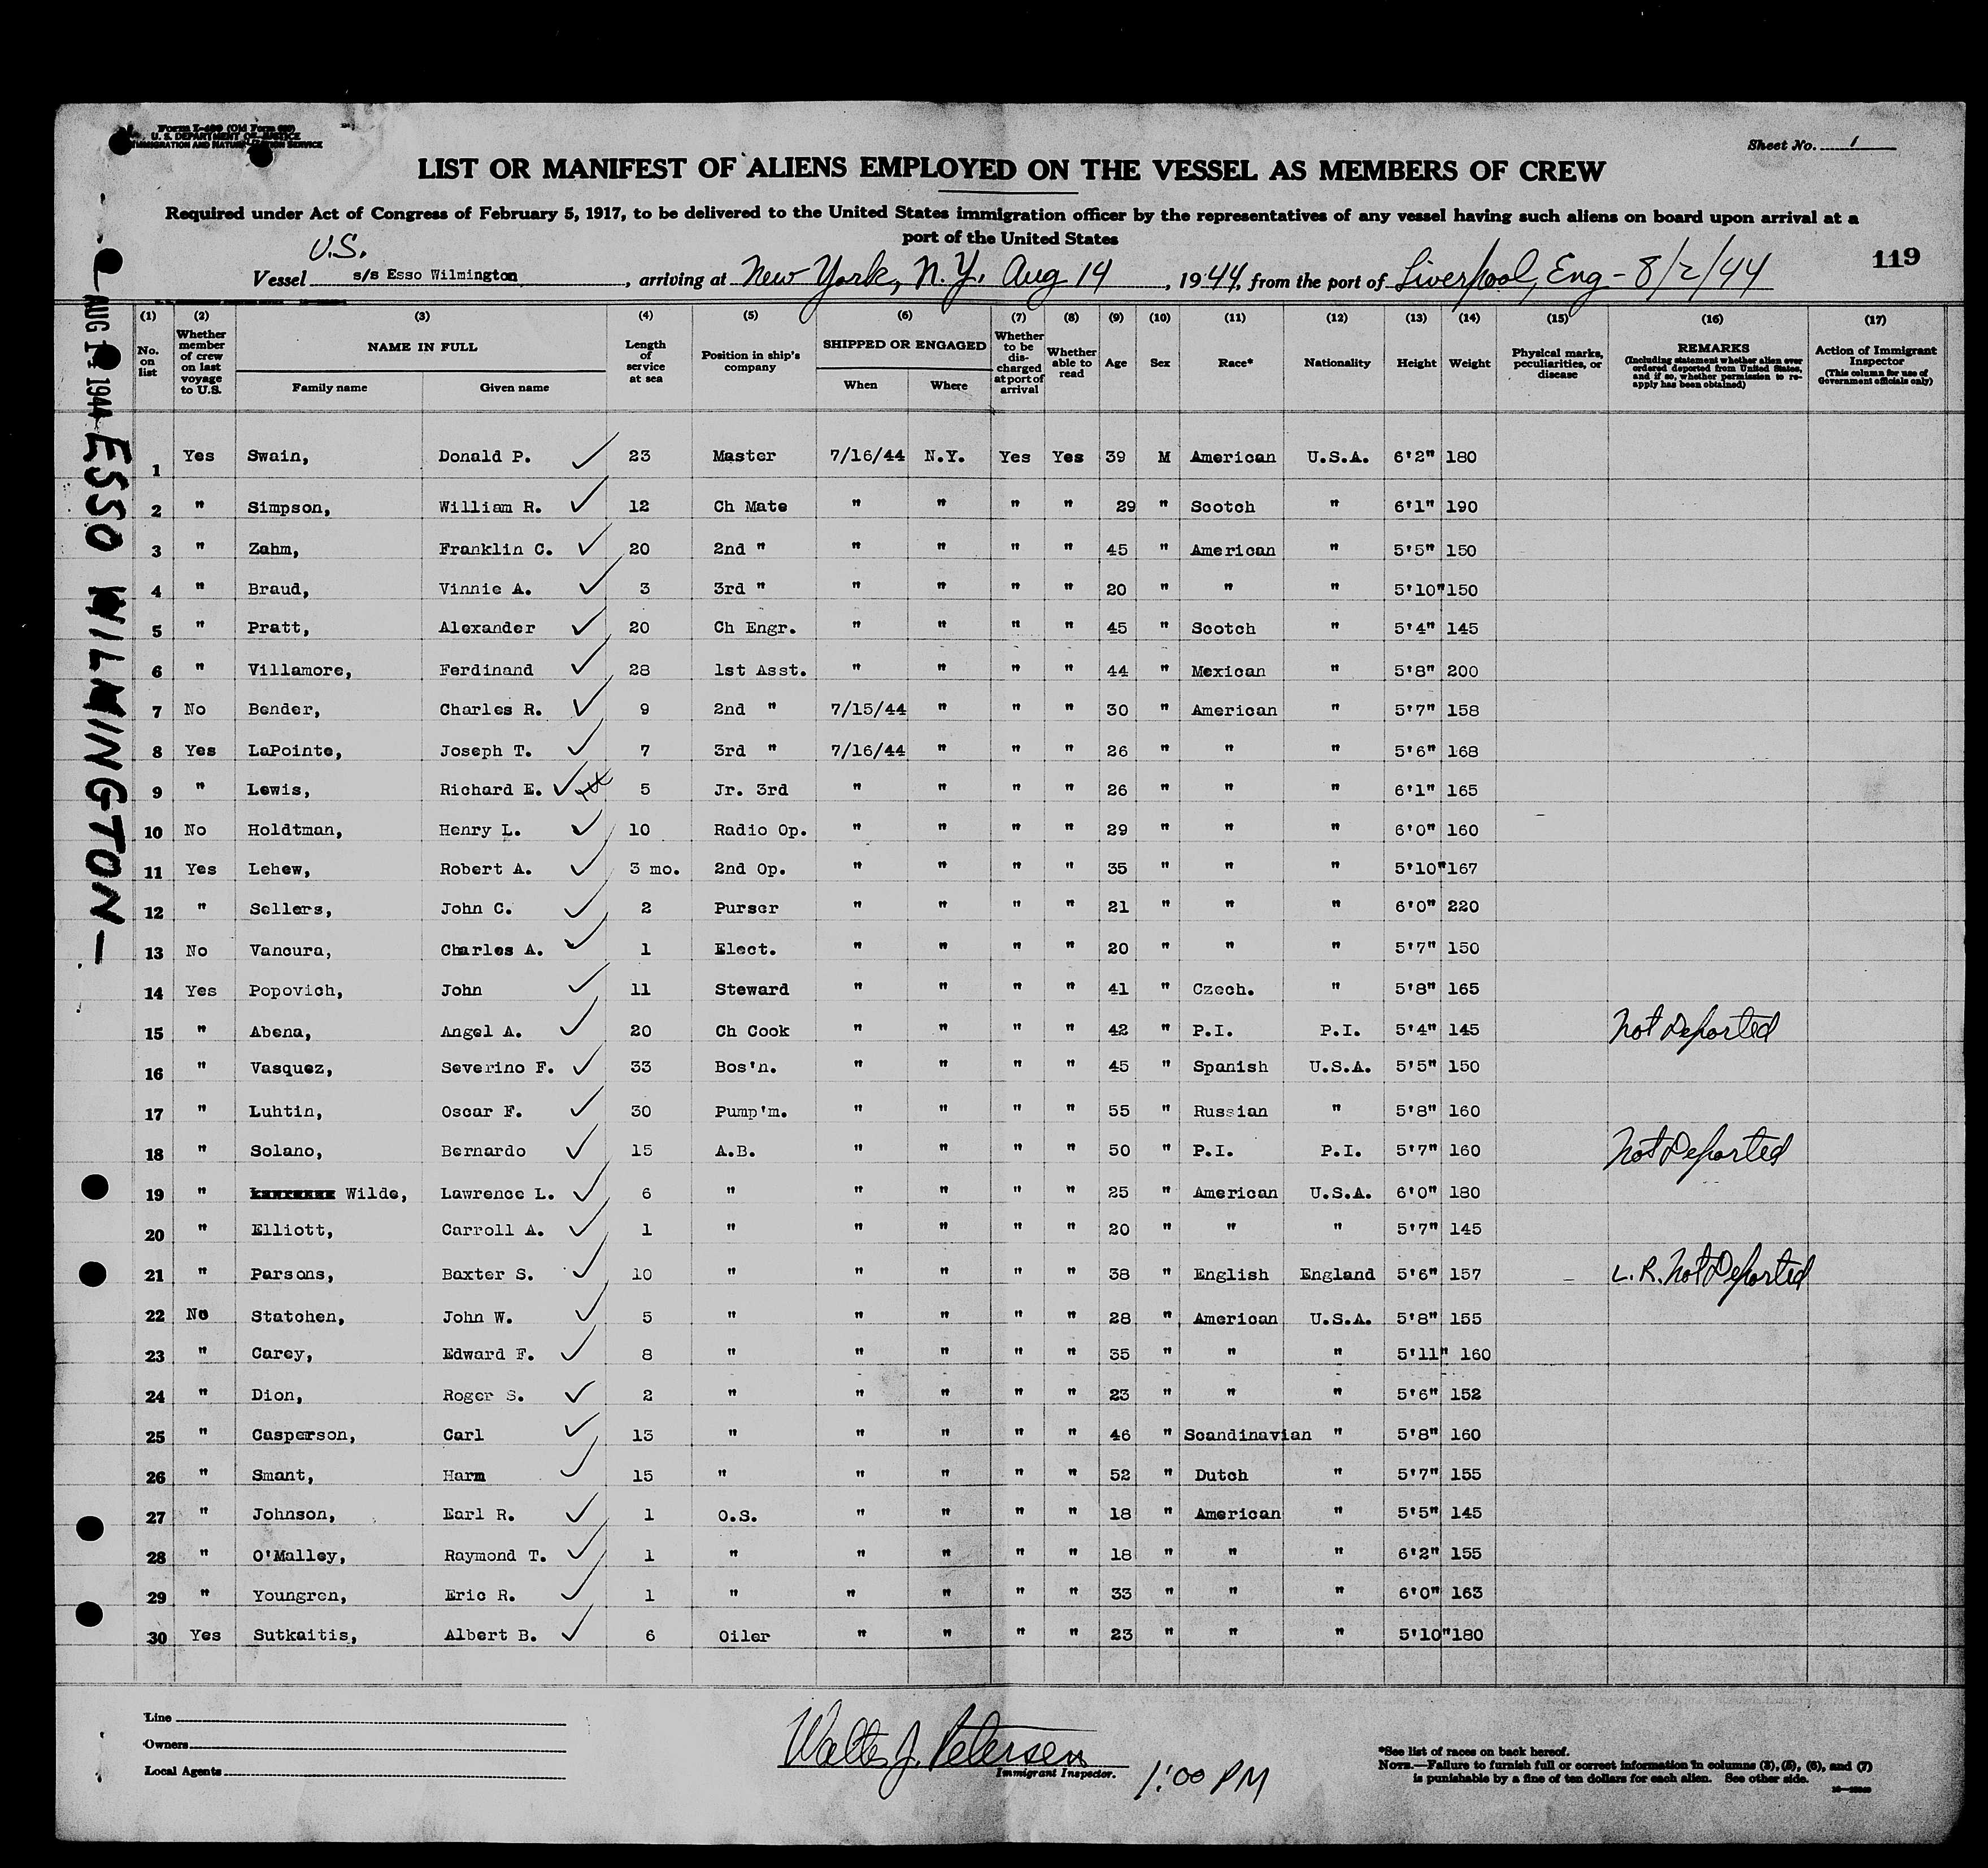 Form I-489 (Old Form 689)
U. S. DEPARTMENT OF JUSTICE
IMMIGRATION AND NATURALIZATION SERVICE
Sheet No. 1
LIST OR MANIFEST OF ALIENS EMPLOYED ON THE VESSEL AS MEMBERS OF CREW
Required under Act of Congress of February 5, 1917, to be delivered to the United States immigration officer by the representatives of any vessel having such aliens on board upon arrival at a
port of the United States
119
U.S.
Vessel s/s Esso Wilmington, arriving at New York, N.Y. Aug 14, 1944, from the port of Liverpool, Eng - 8/2/44
AUG 14 1944 ESSO WILMINGTON -
(1) (2) (3) (4) (5) (6) (7) (8) (9) (10) (11) (12) (13) (14) (15) (16) (17)
No. on list | Whether member of crew on last voyage to U.S. | NAME IN FULL Family name Given name | Length of service at sea | Position in ship's company | SHIPPED OR ENGAGED When Where | Whether to be discharged at port of arrival | Whether able to read | Age | Sex | Race* | Nationality | Height | Weight | Physical marks, peculiarities, or disease | REMARKS (Including statement whether alien ever ordered deported from United States, and if so, whether permission to re-apply has been obtained) | Action of Immigrant Inspector (This column for use of Government officials only)
1 Yes Swain, Donald P. 23 Master 7/16/44 N.Y. Yes Yes 39 M American U.S.A. 6'2" 180
2 " Simpson, William R. 12 Ch Mate " " " " 29 " Scotch " 6'1" 190
3 " Zahm, Franklin C. 20 2nd " " " " " 45 " American " 5'5" 150
4 " Braud, Vinnie A. 3 3rd " " " " " 20 " " " 5'10" 150
5 " Pratt, Alexander 20 Ch Engr. " " " " 45 " Scotch " 5'4" 145
6 " Villamore, Ferdinand 28 1st Asst. " " " " 44 " Mexican " 5'8" 200
7 No Bender, Charles R. 9 2nd " 7/15/44 " " " 30 " American " 5'7" 158
8 Yes LaPointe, Joseph T. 7 3rd " 7/16/44 " " " 26 " " " 5'6" 168
9 " Lewis, Richard E. 5 Jr. 3rd " " " " 26 " " " 6'1" 165
10 No Holdtman, Henry L. 10 Radio Op. " " " " 29 " " " 6'0" 160
11 Yes Lehew, Robert A. 3 mo. 2nd Op. " " " " 35 " " " 5'10" 167
12 " Sellers, John C. 2 Purser " " " " 21 " " " 6'0" 220
13 No Vancura, Charles A. 1 Elect. " " " " 20 " " " 5'7" 150
14 Yes Popovich, John 11 Steward " " " " 41 " Czech. " 5'8" 165
15 " Abena, Angel A. 20 Ch Cook " " " " 42 " P.I. P.I. 5'4" 145 Not Deported
16 " Vasquez, Severino F. 33 Bos'n. " " " " 45 " Spanish U.S.A. 5'5" 150
17 " Luhtin, Oscar F. 30 Pump'm. " " " " 55 " Russian " 5'8" 160
18 " Solano, Bernardo 15 A.B. " " " " 50 " P.I. P.I. 5'7" 160 Not Deported
19 " Wilde, Lawrence L. 6 " " " " " 25 " American U.S.A. 6'0" 180
20 " Elliott, Carroll A. 1 " " " " " 20 " " " 5'7" 145
21 " Parsons, Baxter S. 10 " " " " " 38 " English England 5'6" 157 L.R. Not Deported
22 No Statchen, John W. 5 " " " " " 28 " American U.S.A. 5'8" 155
23 " Carey, Edward F. 8 " " " " " 35 " " " 5'11" 160
24 " Dion, Roger S. 2 " " " " " 23 " " " 5'6" 152
25 " Casperson, Carl 13 " " " " " 46 " Scandinavian " 5'8" 160
26 " Smant, Harm 15 " " " " " 52 " Dutch " 5'7" 155
27 " Johnson, Earl R. 1 O.S. " " " " 18 " American " 5'5" 145
28 " O'Malley, Raymond T. 1 " " " " " 18 " " " 6'2" 155
29 " Youngren, Eric R. 1 " " " " " 33 " " " 6'0" 163
30 Yes Sutkaitis, Albert B. 6 Oiler " " " " 23 " " " 5'10" 180
Line
Owners
Local Agents
Walter J. Petersen
Immigrant Inspector.
1:00 PM
*See list of races on back hereof.
NOTE.—Failure to furnish full or correct information in columns (3), (5), (6), and (7)
is punishable by a fine of ten dollars for each alien. See other side.